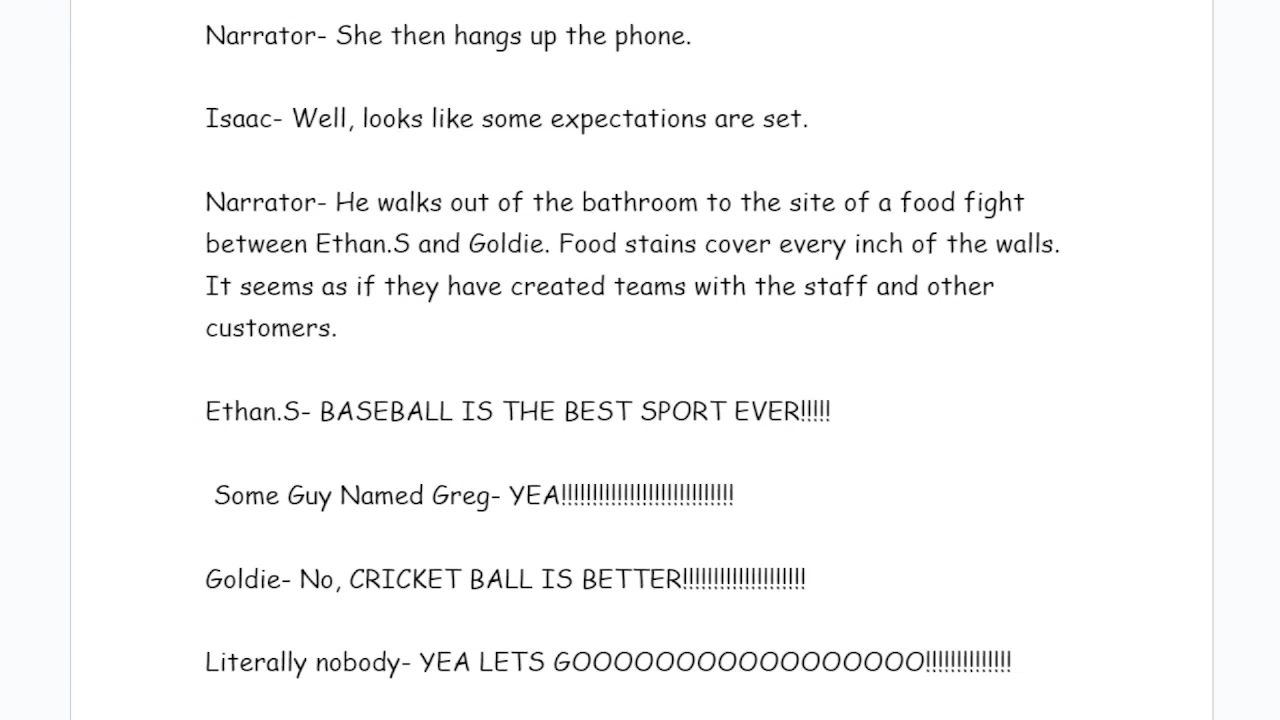 Narrator- She then hangs up the phone.
Isaac- Well, looks like some expectations are set.
Narrator- He walks out of the bathroom to the site of a food fight
between Ethan.S and Goldie. Food stains cover every inch of the walls.
It seems as if they have created teams with the staff and other
customers.
Ethan.S- BASEBALL IS THE BEST SPORT EVER!!!!!
Some Guy Named Greg- YEA!!!!!!!!!!!!!!!!!!!!!!!!!!!!
Goldie- No, CRICKET BALL IS BETTER!!!!!!!!!!!!!!!!!!!!
Literally nobody- YEA LETS GOOOOOOOOOOOOOOOOO!!!!!!!!!!!!!!